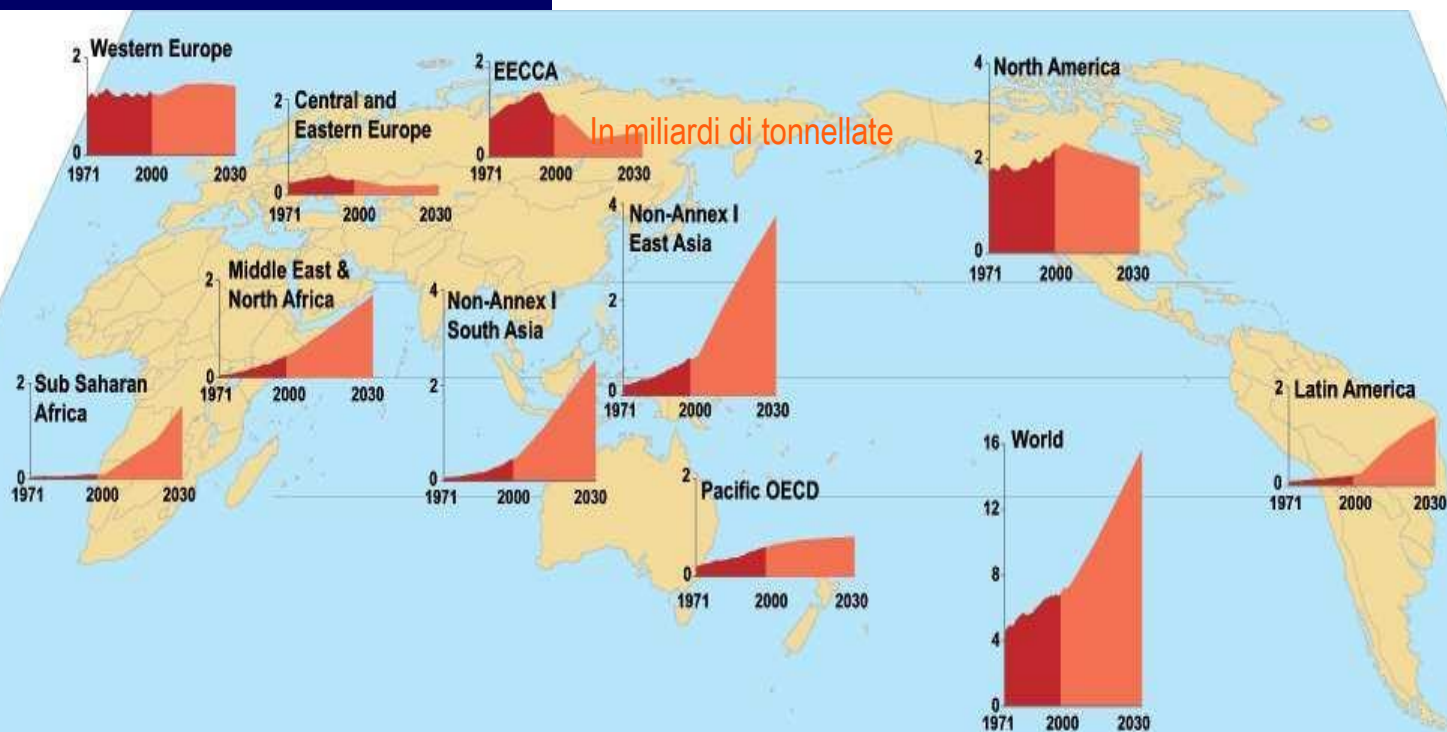 Western Europe
2
0
1971 2000 2030
Central and
Eastern Europe
2
0
1971 2000 2030
EECCA
2
0
1971 2000 2030
In miliardi di tonnellate
North America
4
2
0
1971 2000 2030
Middle East &
North Africa
2
0
1971 2000 2030
Non-Annex I
South Asia
4
2
0
1971 2000 2030
Non-Annex I
East Asia
4
2
0
1971 2000 2030
Sub Saharan
Africa
2
0
1971 2000 2030
Pacific OECD
2
0
1971 2000 2030
World
16
12
8
4
0
1971 2000 2030
Latin America
2
0
1971 2000 2030